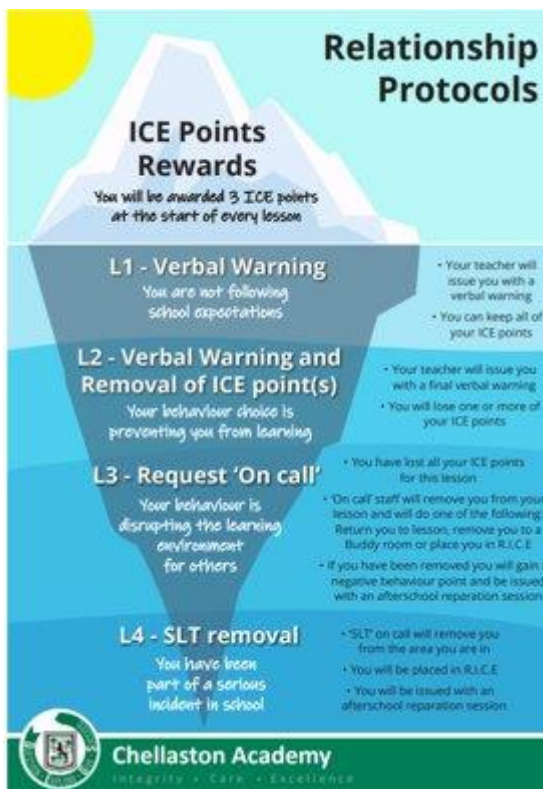 Relationship
Protocols
ICE Points
Rewards
You will be awarded 3 ICE points
at the start of every lesson
L1 - Verbal Warning
You are not following
school expectations
• Your teacher will
issue you with a
verbal warning
• You can keep all of
your ICE points
L2 - Verbal Warning and
Removal of ICE point(s)
Your behaviour choice is
preventing you from learning
• Your teacher will issue you
with a final verbal warning
• You will lose one or more of
your ICE points
L3 - Request 'On call'
Your behaviour is
disrupting the learning
environment
for others
• You have lost all your ICE points
for this lesson
• 'On call' staff will remove you from your
lesson and will do one of the following:
Return you to lesson, remove you to a
Buddy room or place you in R.I.C.E
• If you have been removed you will gain
negative behaviour point and be issued
with an afterschool reparation session
L4 - SLT removal
You have been
part of a serious
incident in school
• 'SLT' on call will remove you
from the area you are in
• You will be placed in R.I.C.E
• You will be issued with an
afterschool reparation session
Chellaston Academy
Integrity • Care • Excellence